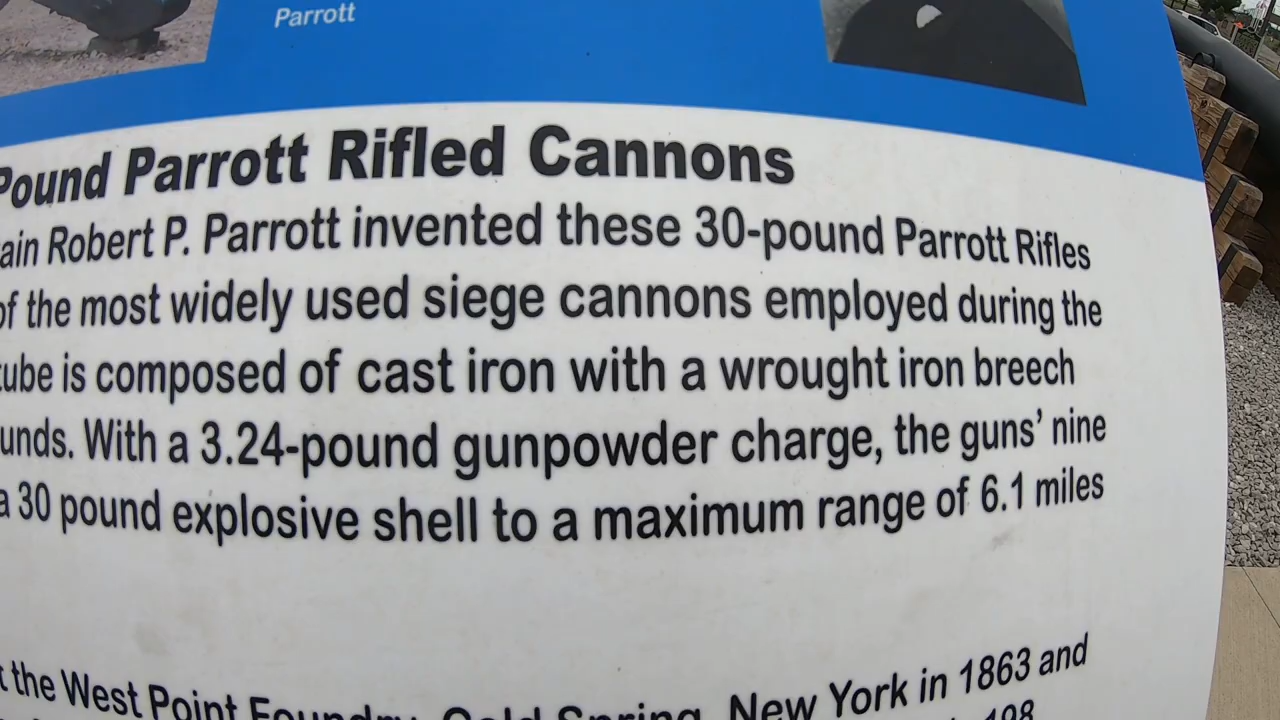 Parrott
Pound Parrott Rifled Cannons
ain Robert P. Parrott invented these 30-pound Parrott Rifles
of the most widely used siege cannons employed during the
tube is composed of cast iron with a wrought iron breech
unds. With a 3.24-pound gunpowder charge, the guns' nine
a 30 pound explosive shell to a maximum range of 6.1 miles
the West Point Foundry, Cold Spring, New York in 1863 and
198